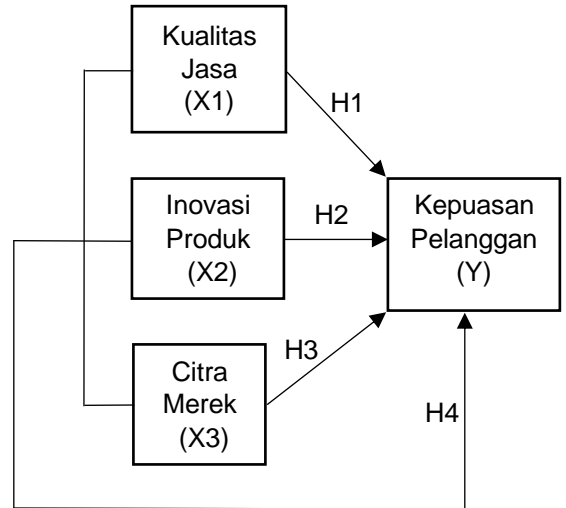 Kualitas
Jasa
(X1)
H1
Inovasi
Produk
(X2)
H2
Kepuasan
Pelanggan
(Y)
Citra
Merek
(X3)
H3
H4